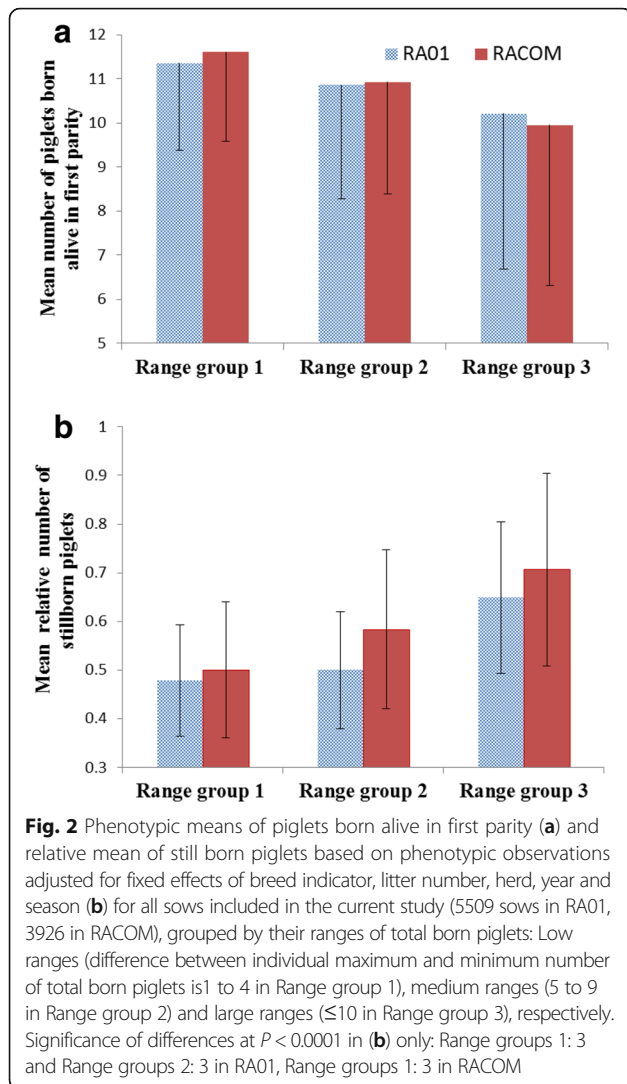 a
12
11
10
9
8
7
6
5
Mean number of piglets born
alive in first parity
RA01 RACOM
Range group 1 Range group 2 Range group 3
b
1
0.9
0.8
0.7
0.6
0.5
0.4
0.3
Mean relative number of
stillborn piglets
Range group 1 Range group 2 Range group 3
Fig. 2 Phenotypic means of piglets born alive in first parity (a) and
relative mean of still born piglets based on phenotypic observations
adjusted for fixed effects of breed indicator, litter number, herd, year and
season (b) for all sows included in the current study (5509 sows in RA01,
3926 in RACOM), grouped by their ranges of total born piglets: Low
ranges (difference between individual maximum and minimum number
of total born piglets is1 to 4 in Range group 1), medium ranges (5 to 9
in Range group 2) and large ranges (≤10 in Range group 3), respectively.
Significance of differences at P < 0.0001 in (b) only: Range groups 1: 3
and Range groups 2: 3 in RA01, Range groups 1: 3 in RACOM